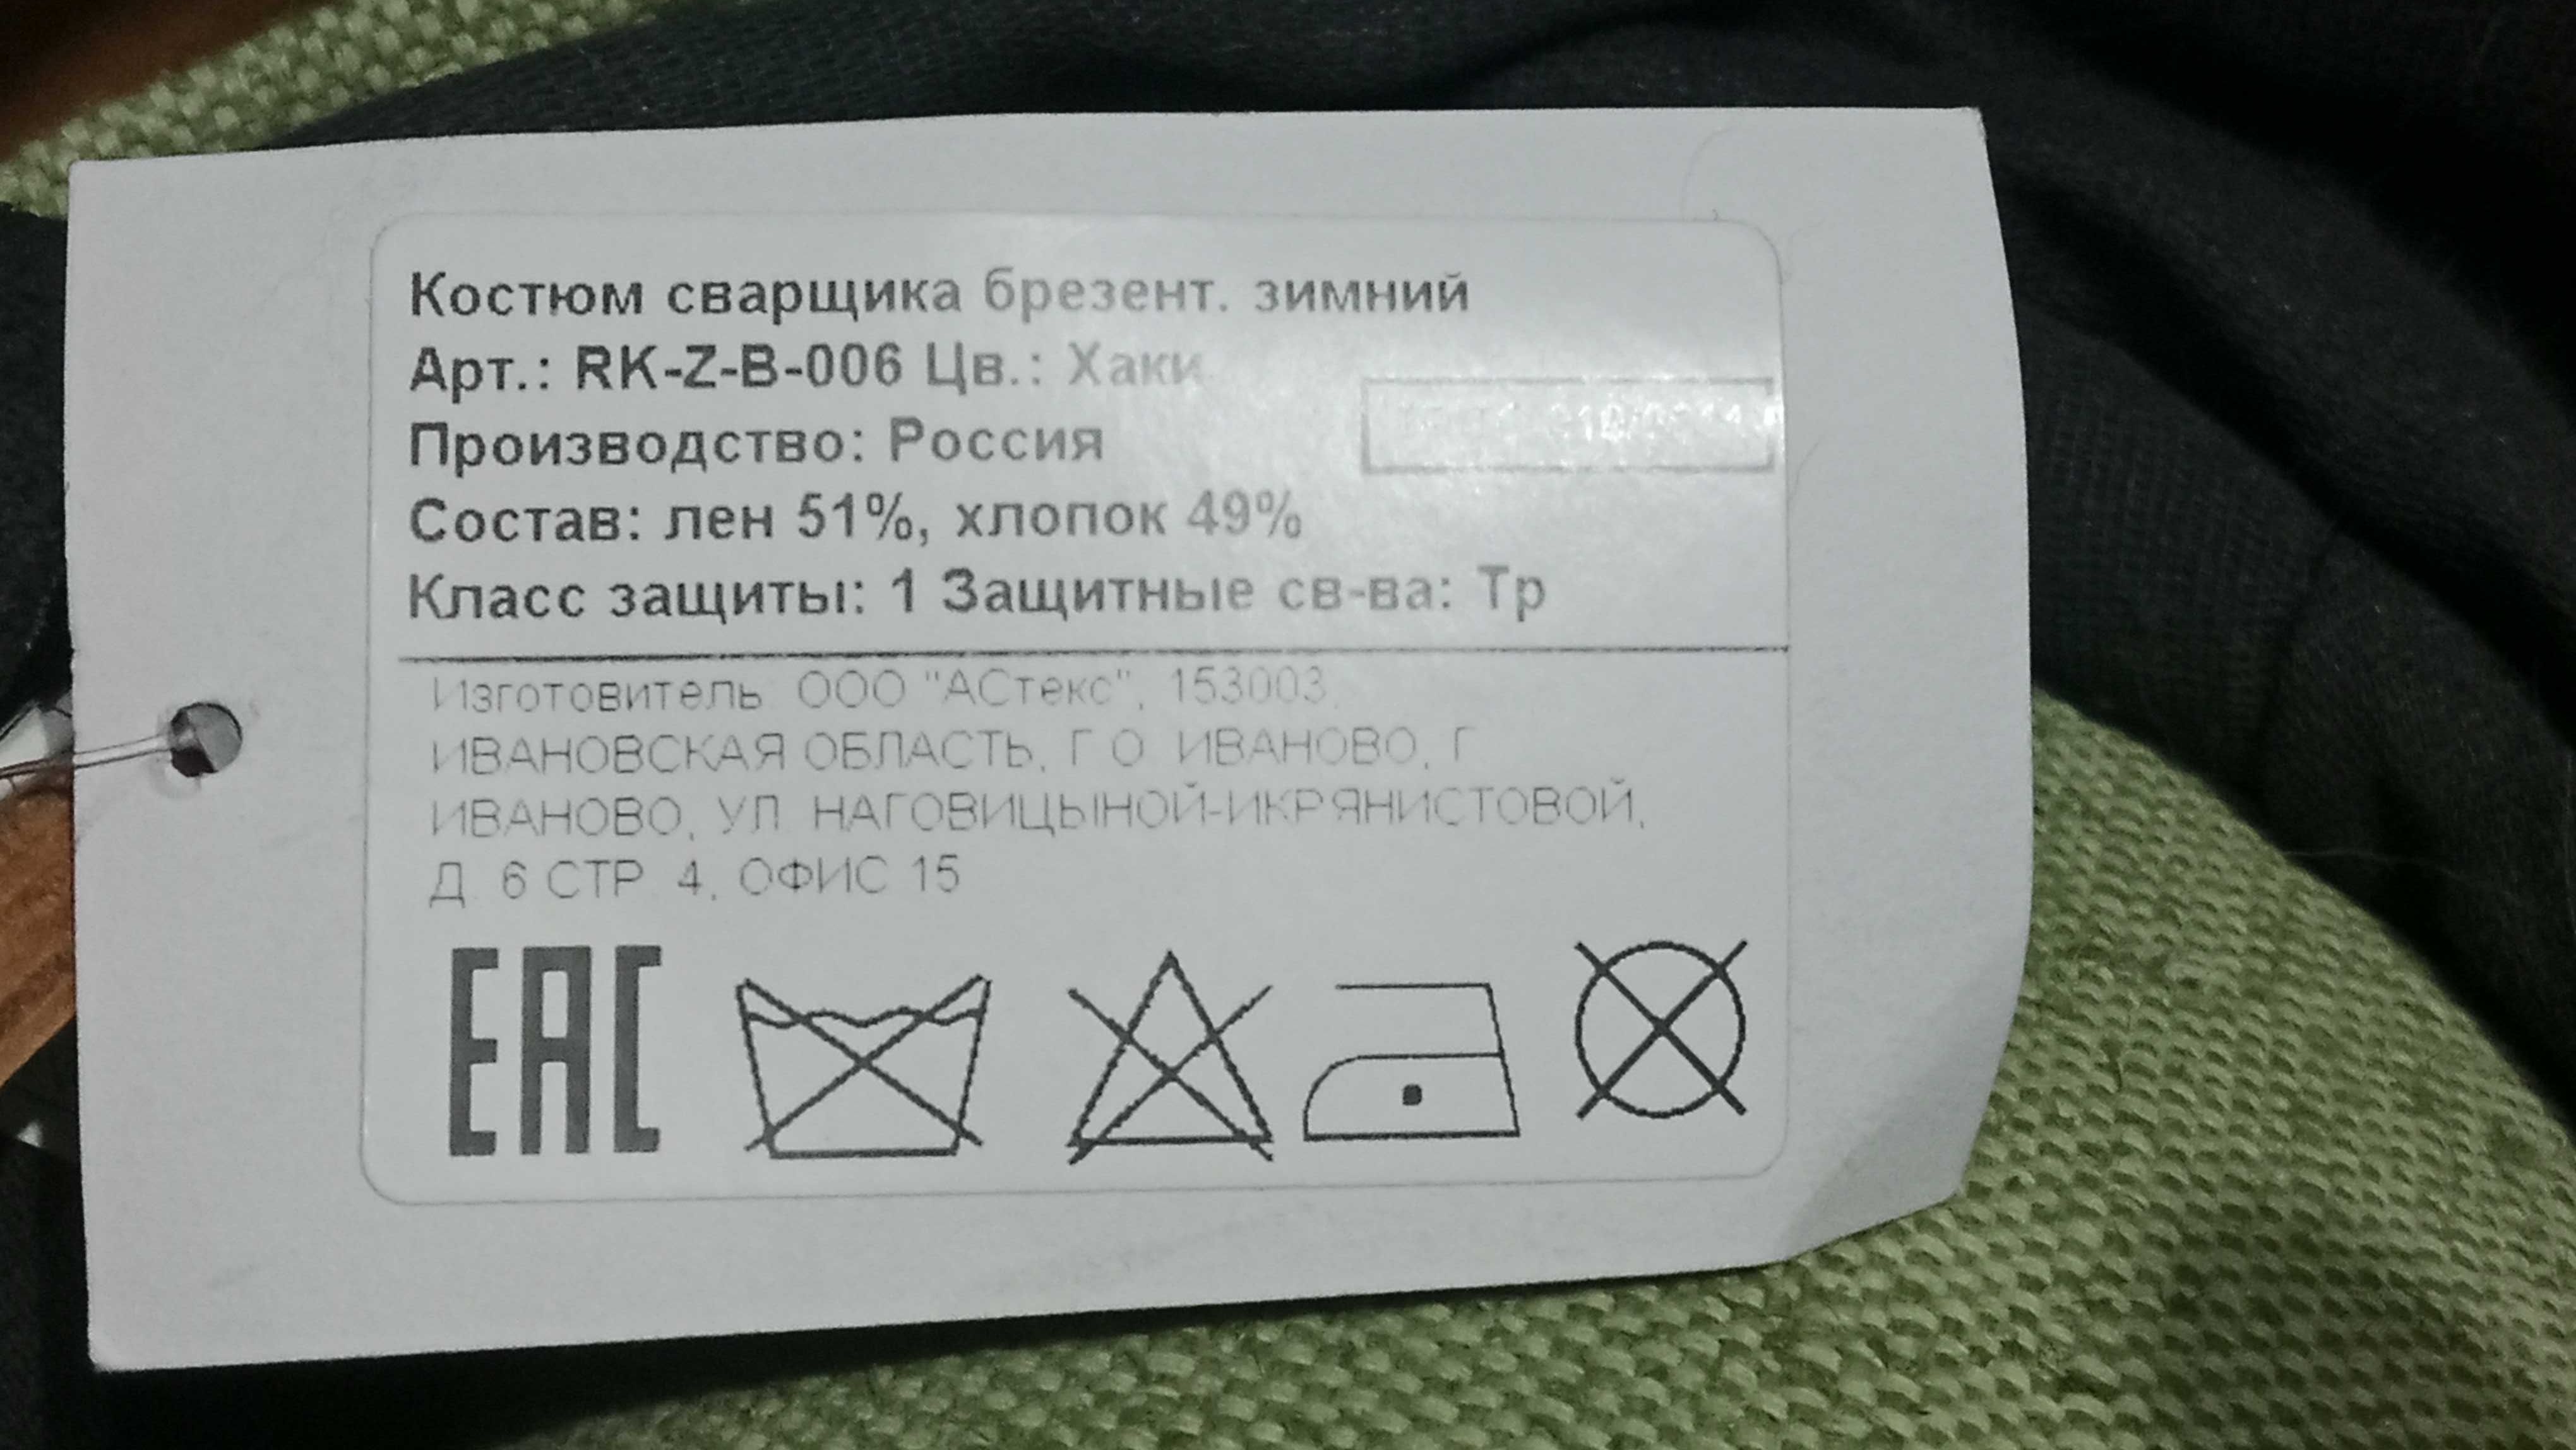 Костюм сварщика брезент. зимний
Арт.: RK-Z-B-006 Цв.: Хаки
Производство: Россия
Состав: лен 51%, хлопок 49%
Класс защиты: 1 Защитные св-ва: Тр
Изготовитель: ООО "АСтекс", 153003,
ИВАНОВСКАЯ ОБЛАСТЬ, Г.О. ИВАНОВО, Г
ИВАНОВО, УЛ. НАГОВИЦЫНОЙ-ИКРЯНИСТОВОЙ,
Д. 6 СТР. 4, ОФИС 15
EAC